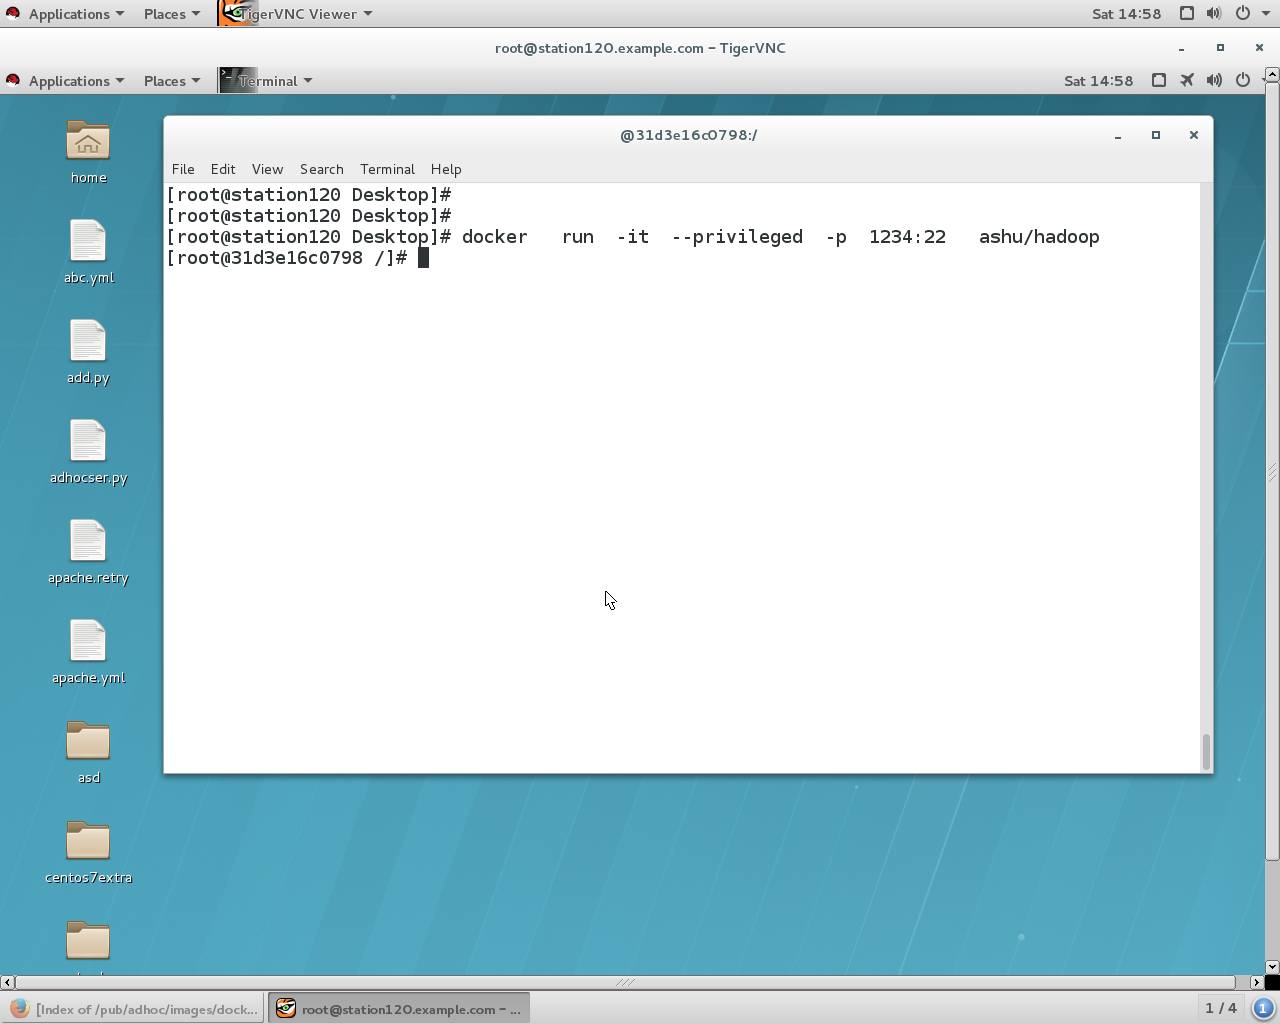 Applications Places TigerVNC Viewer Sat 14:58
root@station120.example.com - TigerVNC
Applications Places Terminal Sat 14:58
@31d3e16c0798:/
File Edit View Search Terminal Help
[root@station120 Desktop]#
[root@station120 Desktop]#
[root@station120 Desktop]# docker   run  -it  --privileged  -p  1234:22   ashu/hadoop
[root@31d3e16c0798 /]#
home
abc.yml
add.py
adhocser.py
apache.retry
apache.yml
asd
centos7extra
[Index of /pub/adhoc/images/dock... root@station120.example.com - ... 1 / 4 1